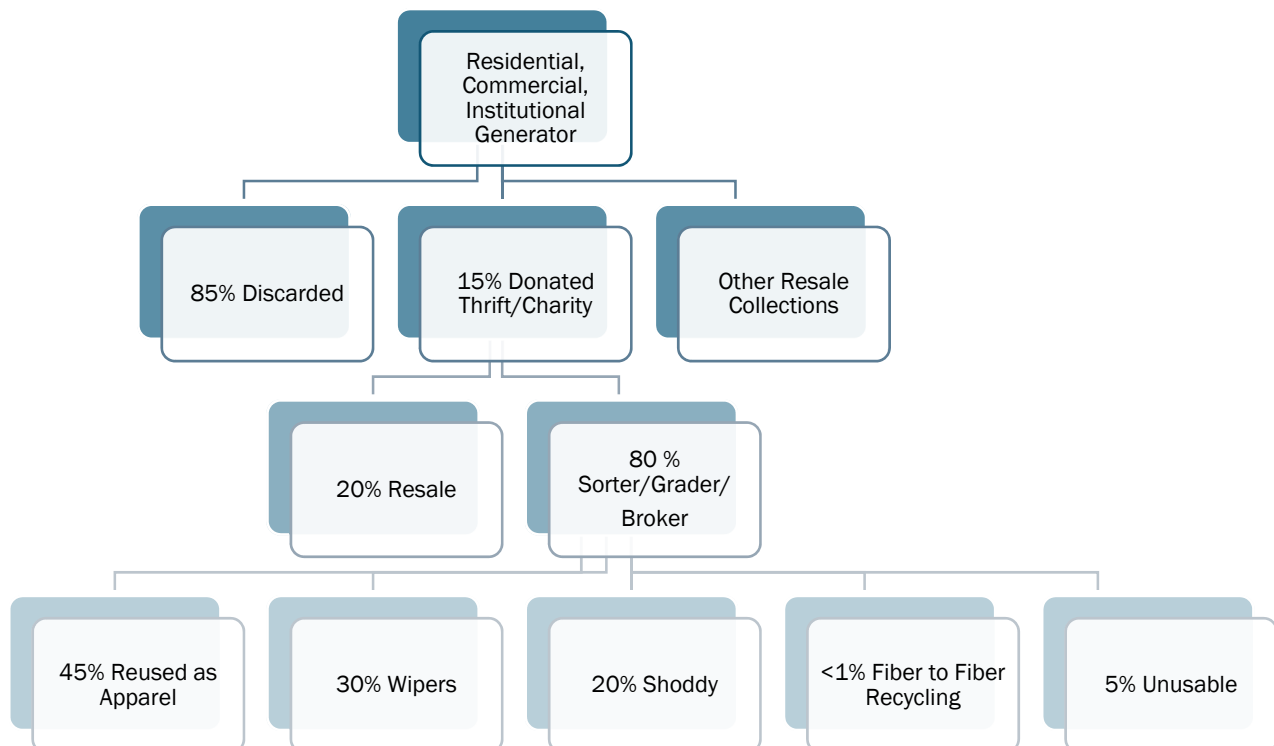 Residential,
Commercial,
Institutional
Generator
85% Discarded
15% Donated
Thrift/Charity
Other Resale
Collections
20% Resale
80 %
Sorter/Grader/
Broker
45% Reused as
Apparel
30% Wipers
20% Shoddy
<1% Fiber to Fiber
Recycling
5% Unusable